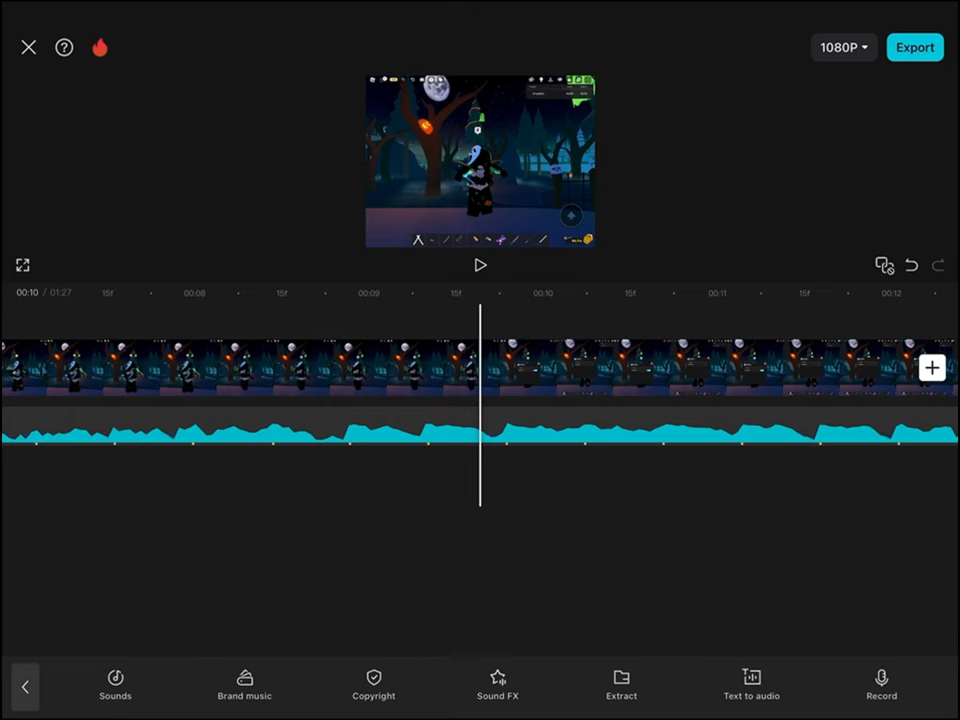 1080P
Export
00:10 / 01:27 15f 00:08 15f 00:09 15f 00:10 15f 00:11 15f 00:12
Sounds Brand music Copyright Sound FX Extract Text to audio Record